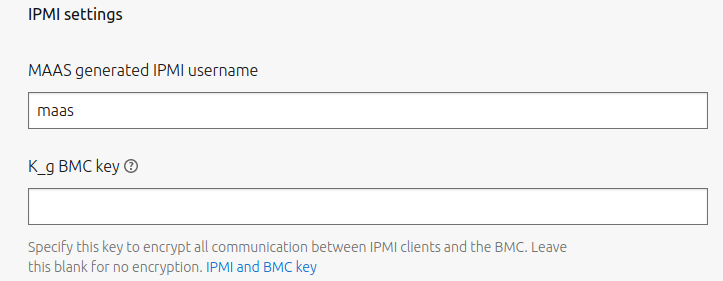 IPMI settings
MAAS generated IPMI username
maas
K_g BMC key ?
Specify this key to encrypt all communication between IPMI clients and the BMC. Leave
this blank for no encryption. IPMI and BMC key